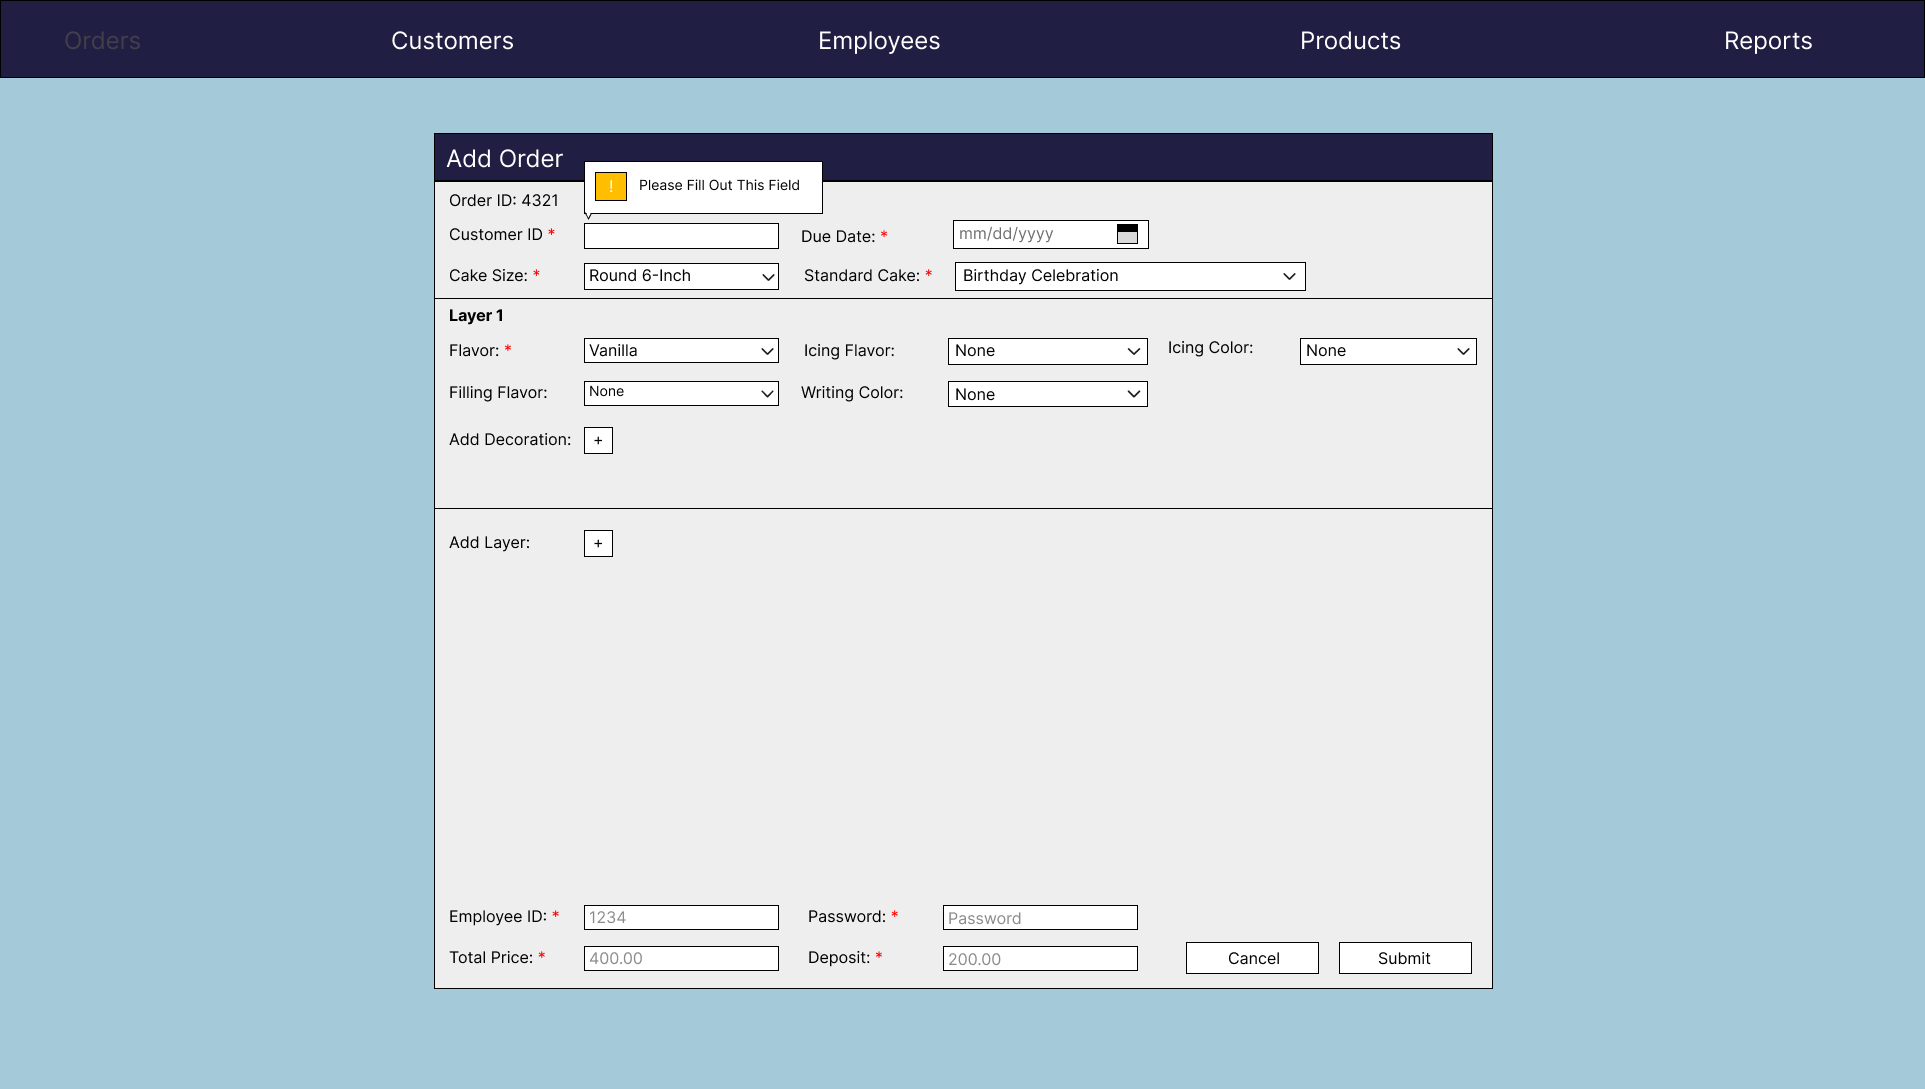 Orders Customers Employees Products Reports
Add Order
! Please Fill Out This Field
Order ID: 4321
Customer ID * Due Date: * mm/dd/yyyy
Cake Size: * Round 6-Inch Standard Cake: * Birthday Celebration
Layer 1
Flavor: * Vanilla Icing Flavor: None Icing Color: None
Filling Flavor: None Writing Color: None
Add Decoration: +
Add Layer: +
Employee ID: * 1234 Password: * Password
Total Price: * 400.00 Deposit: * 200.00 Cancel Submit